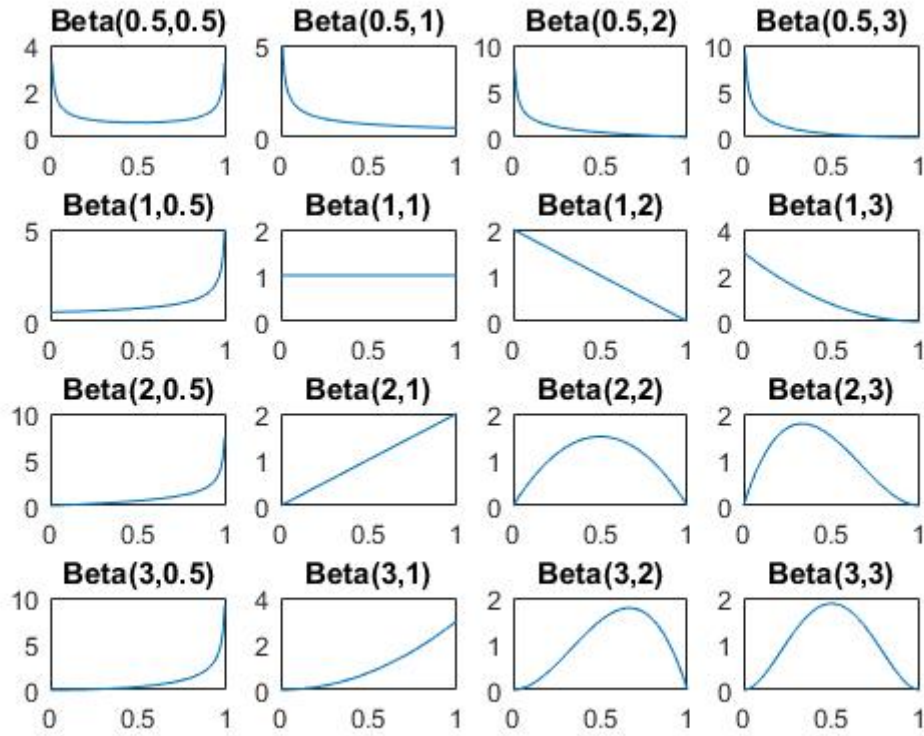 Beta(0.5,0.5) Beta(0.5,1) Beta(0.5,2) Beta(0.5,3)
4 5 10 10
2 5 5
0 0 0 0
0 0.5 1 0 0.5 1 0 0.5 1 0 0.5 1
Beta(1,0.5) Beta(1,1) Beta(1,2) Beta(1,3)
5 2 2 4
1 1 2
0 0 0 0
0 0.5 1 0 0.5 1 0 0.5 1 0 0.5 1
Beta(2,0.5) Beta(2,1) Beta(2,2) Beta(2,3)
10 2 2 2
5 1 1 1
0 0 0 0
0 0.5 1 0 0.5 1 0 0.5 1 0 0.5 1
Beta(3,0.5) Beta(3,1) Beta(3,2) Beta(3,3)
10 4 2 2
5 2 1 1
0 0 0 0
0 0.5 1 0 0.5 1 0 0.5 1 0 0.5 1